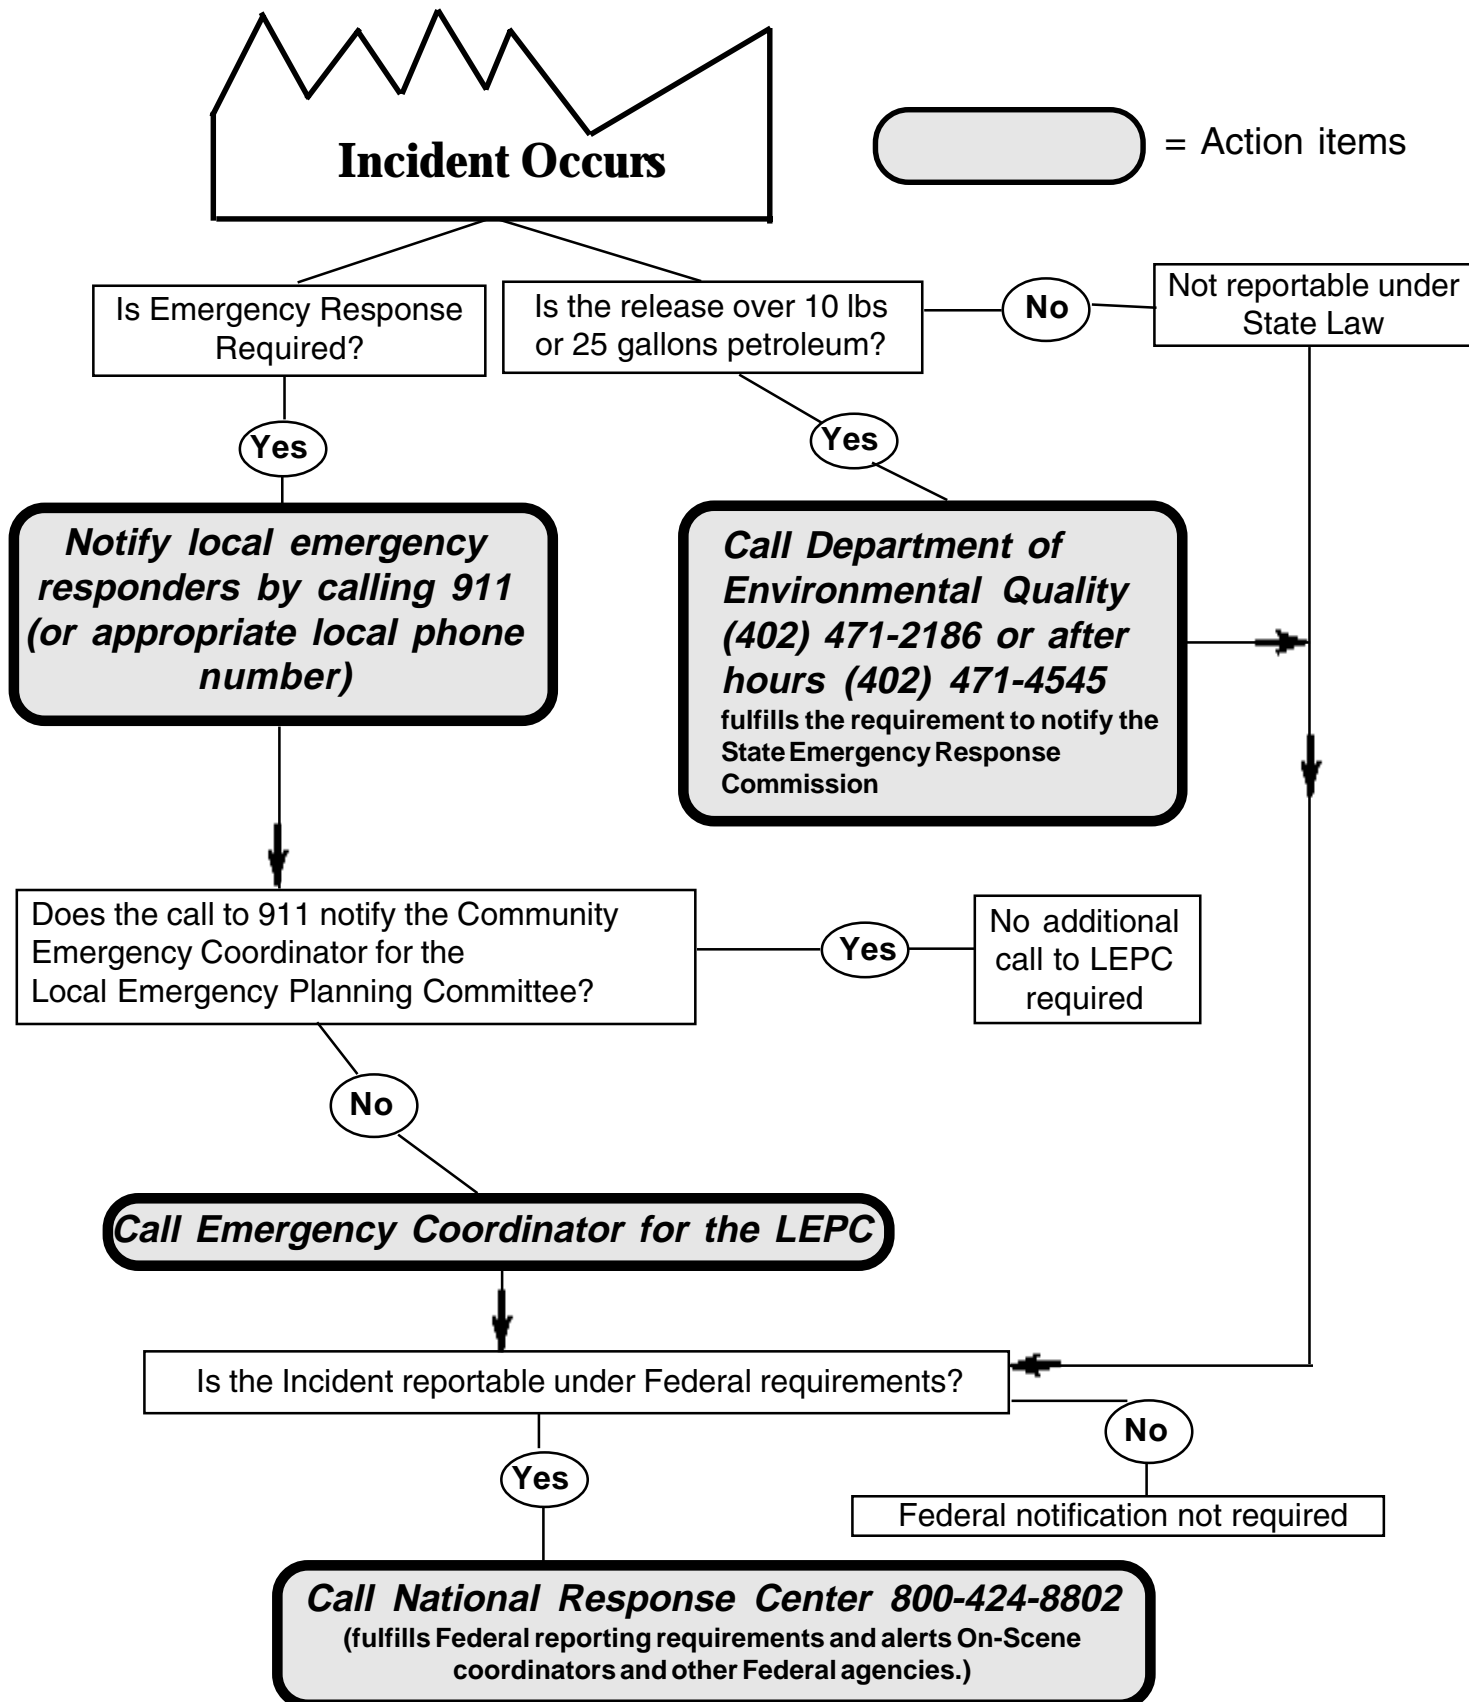 Incident Occurs
= Action items
Is Emergency Response
Required?
Is the release over 10 lbs
or 25 gallons petroleum?
No
Not reportable under
State Law
Yes
Yes
Notify local emergency
responders by calling 911
(or appropriate local phone
number)
Call Department of
Environmental Quality
(402) 471-2186 or after
hours (402) 471-4545
fulfills the requirement to notify the
State Emergency Response
Commission
Does the call to 911 notify the Community
Emergency Coordinator for the
Local Emergency Planning Committee?
Yes
No additional
call to LEPC
required
No
Call Emergency Coordinator for the LEPC
Is the Incident reportable under Federal requirements?
No
Yes
Federal notification not required
Call National Response Center 800-424-8802
(fulfills Federal reporting requirements and alerts On-Scene
coordinators and other Federal agencies.)